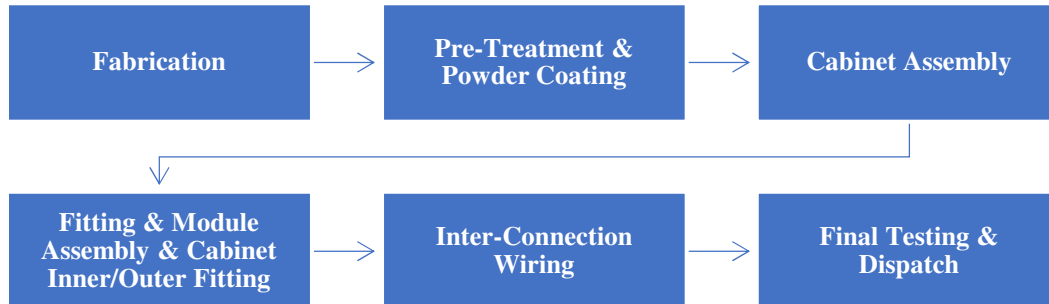 Fabrication
Pre-Treatment &
Powder Coating
Cabinet Assembly
Fitting & Module
Assembly & Cabinet
Inner/Outer Fitting
Inter-Connection
Wiring
Final Testing &
Dispatch